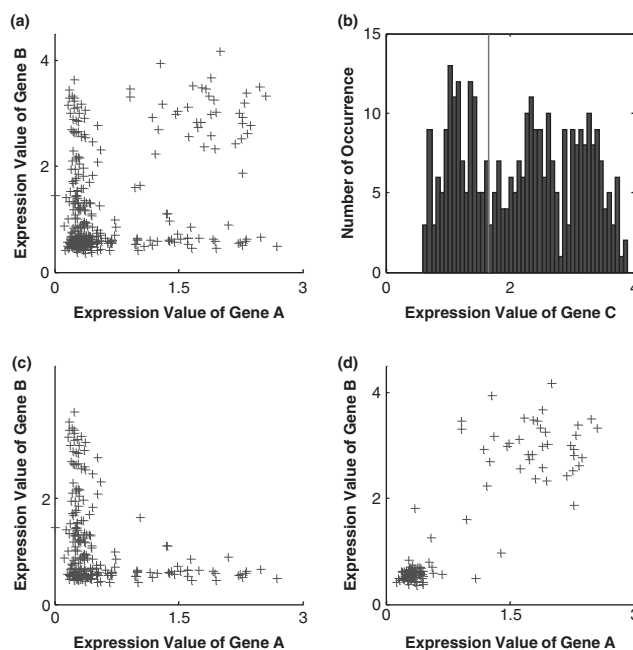 (a)
Expression Value of Gene B
4
2
0
0
1.5
3
Expression Value of Gene A
(b)
Number of Occurrence
15
10
5
0
0
2
4
Expression Value of Gene C
(c)
Expression Value of Gene B
2
0
0
1.5
3
Expression Value of Gene A
(d)
Expression Value of Gene B
4
2
0
0
1.5
3
Expression Value of Gene A